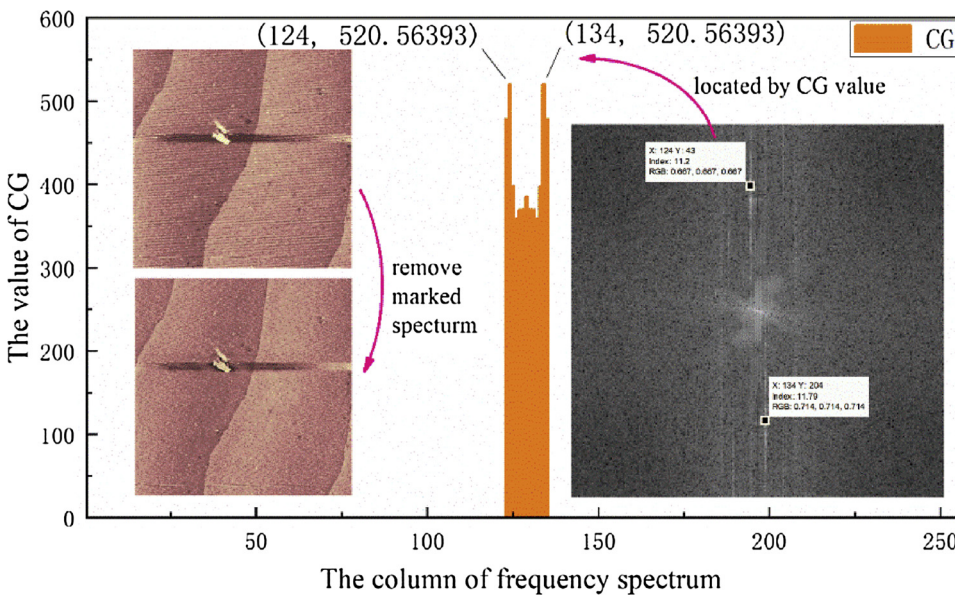 600
(124, 520.56393)
(134, 520.56393)
CG
located by CG value
500
X: 124 Y: 43
Index: 11.2
RGB: 0.667, 0.667, 0.667
400
The value of CG
300
remove
marked
specturm
200
X: 134 Y: 204
Index: 11.79
RGB: 0.714, 0.714, 0.714
100
0
50
100
150
200
250
The column of frequency spectrum